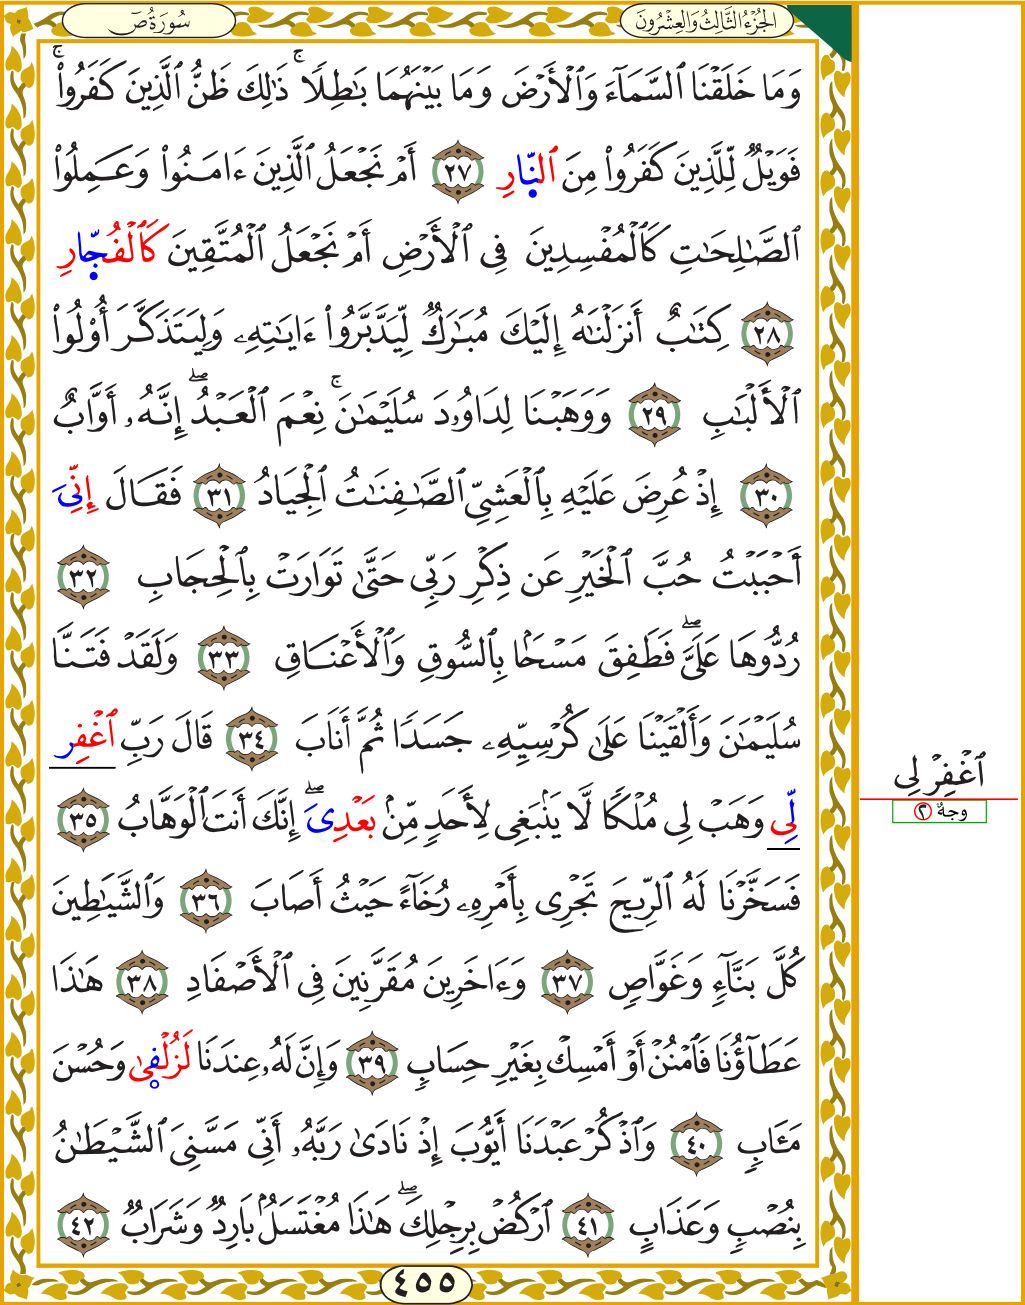 سُورَةُ صٓ
الجُزْءُ الثَّالِثُ وَالعِشْرُونَ
وَمَا خَلَقْنَا ٱلسَّمَآءَ وَٱلْأَرْضَ وَمَا بَيْنَهُمَا بَٰطِلًاۚ ذَٰلِكَ ظَنُّ ٱلَّذِينَ كَفَرُواْۚ
فَوَيْلٌ لِّلَّذِينَ كَفَرُواْ مِنَ ٱلنّ۪ارِ ٢٧ أَمْ نَجْعَلُ ٱلَّذِينَ ءَامَنُواْ وَعَمِلُواْ
ٱلصَّٰلِحَٰتِ كَٱلْمُفْسِدِينَ فِي ٱلْأَرْضِ أَمْ نَجْعَلُ ٱلْمُتَّقِينَ كَٱلْفُجّ۪ارِ
٢٨ كِتَٰبٌ أَنزَلْنَٰهُ إِلَيْكَ مُبَٰرَكٌ لِّيَدَّبَّرُوٓاْ ءَايَٰتِهِۦ وَلِيَتَذَكَّرَ أُوْلُواْ
ٱلْأَلْبَٰبِ ٢٩ وَوَهَبْنَا لِدَاوُۥدَ سُلَيْمَٰنَۚ نِعْمَ ٱلْعَبْدُۖ إِنَّهُۥ أَوَّابٌ
٣٠ إِذْ عُرِضَ عَلَيْهِ بِٱلْعَشِيِّ ٱلصَّٰفِنَٰتُ ٱلْجِيَادُ ٣١ فَقَالَ إِنِّيَ
أَحْبَبْتُ حُبَّ ٱلْخَيْرِ عَن ذِكْرِ رَبِّي حَتَّىٰ تَوَارَتْ بِٱلْحِجَابِ ٣٢
رُدُّوهَا عَلَيَّۖ فَطَفِقَ مَسْحًۢا بِٱلسُّوقِ وَٱلْأَعْنَاقِ ٣٣ وَلَقَدْ فَتَنَّا
سُلَيْمَٰنَ وَأَلْقَيْنَا عَلَىٰ كُرْسِيِّهِۦ جَسَدًا ثُمَّ أَنَابَ ٣٤ قَالَ رَبِّ ٱغْفِر
لِّي وَهَبْ لِي مُلْكًا لَّا يَنۢبَغِي لِأَحَدٍ مِّنۢ بَعْدِيَۖ إِنَّكَ أَنتَ ٱلْوَهَّابُ ٣٥
فَسَخَّرْنَا لَهُ ٱلرِّيحَ تَجْرِي بِأَمْرِهِۦ رُخَآءً حَيْثُ أَصَابَ ٣٦ وَٱلشَّيَٰطِينَ
كُلَّ بَنَّآءٍ وَغَوَّاصٍ ٣٧ وَءَاخَرِينَ مُقَرَّنِينَ فِي ٱلْأَصْفَادِ ٣٨ هَٰذَا
عَطَآؤُنَا فَٱمْنُنْ أَوْ أَمْسِكْ بِغَيْرِ حِسَابٍ ٣٩ وَإِنَّ لَهُۥ عِندَنَا لَزُلْفۭىٰ وَحُسْنَ
مَـَٔابٍ ٤٠ وَٱذْكُرْ عَبْدَنَا أَيُّوبَ إِذْ نَادَىٰ رَبَّهُۥ أَنِّي مَسَّنِيَ ٱلشَّيْطَٰنُ
بِنُصْبٍ وَعَذَابٍ ٤١ ٱرْكُضْ بِرِجْلِكَۖ هَٰذَا مُغْتَسَلٌۢ بَارِدٌ وَشَرَابٌ ٤٢
٤٥٥
ٱغْفِرْ لِي
وجهٌ ٢